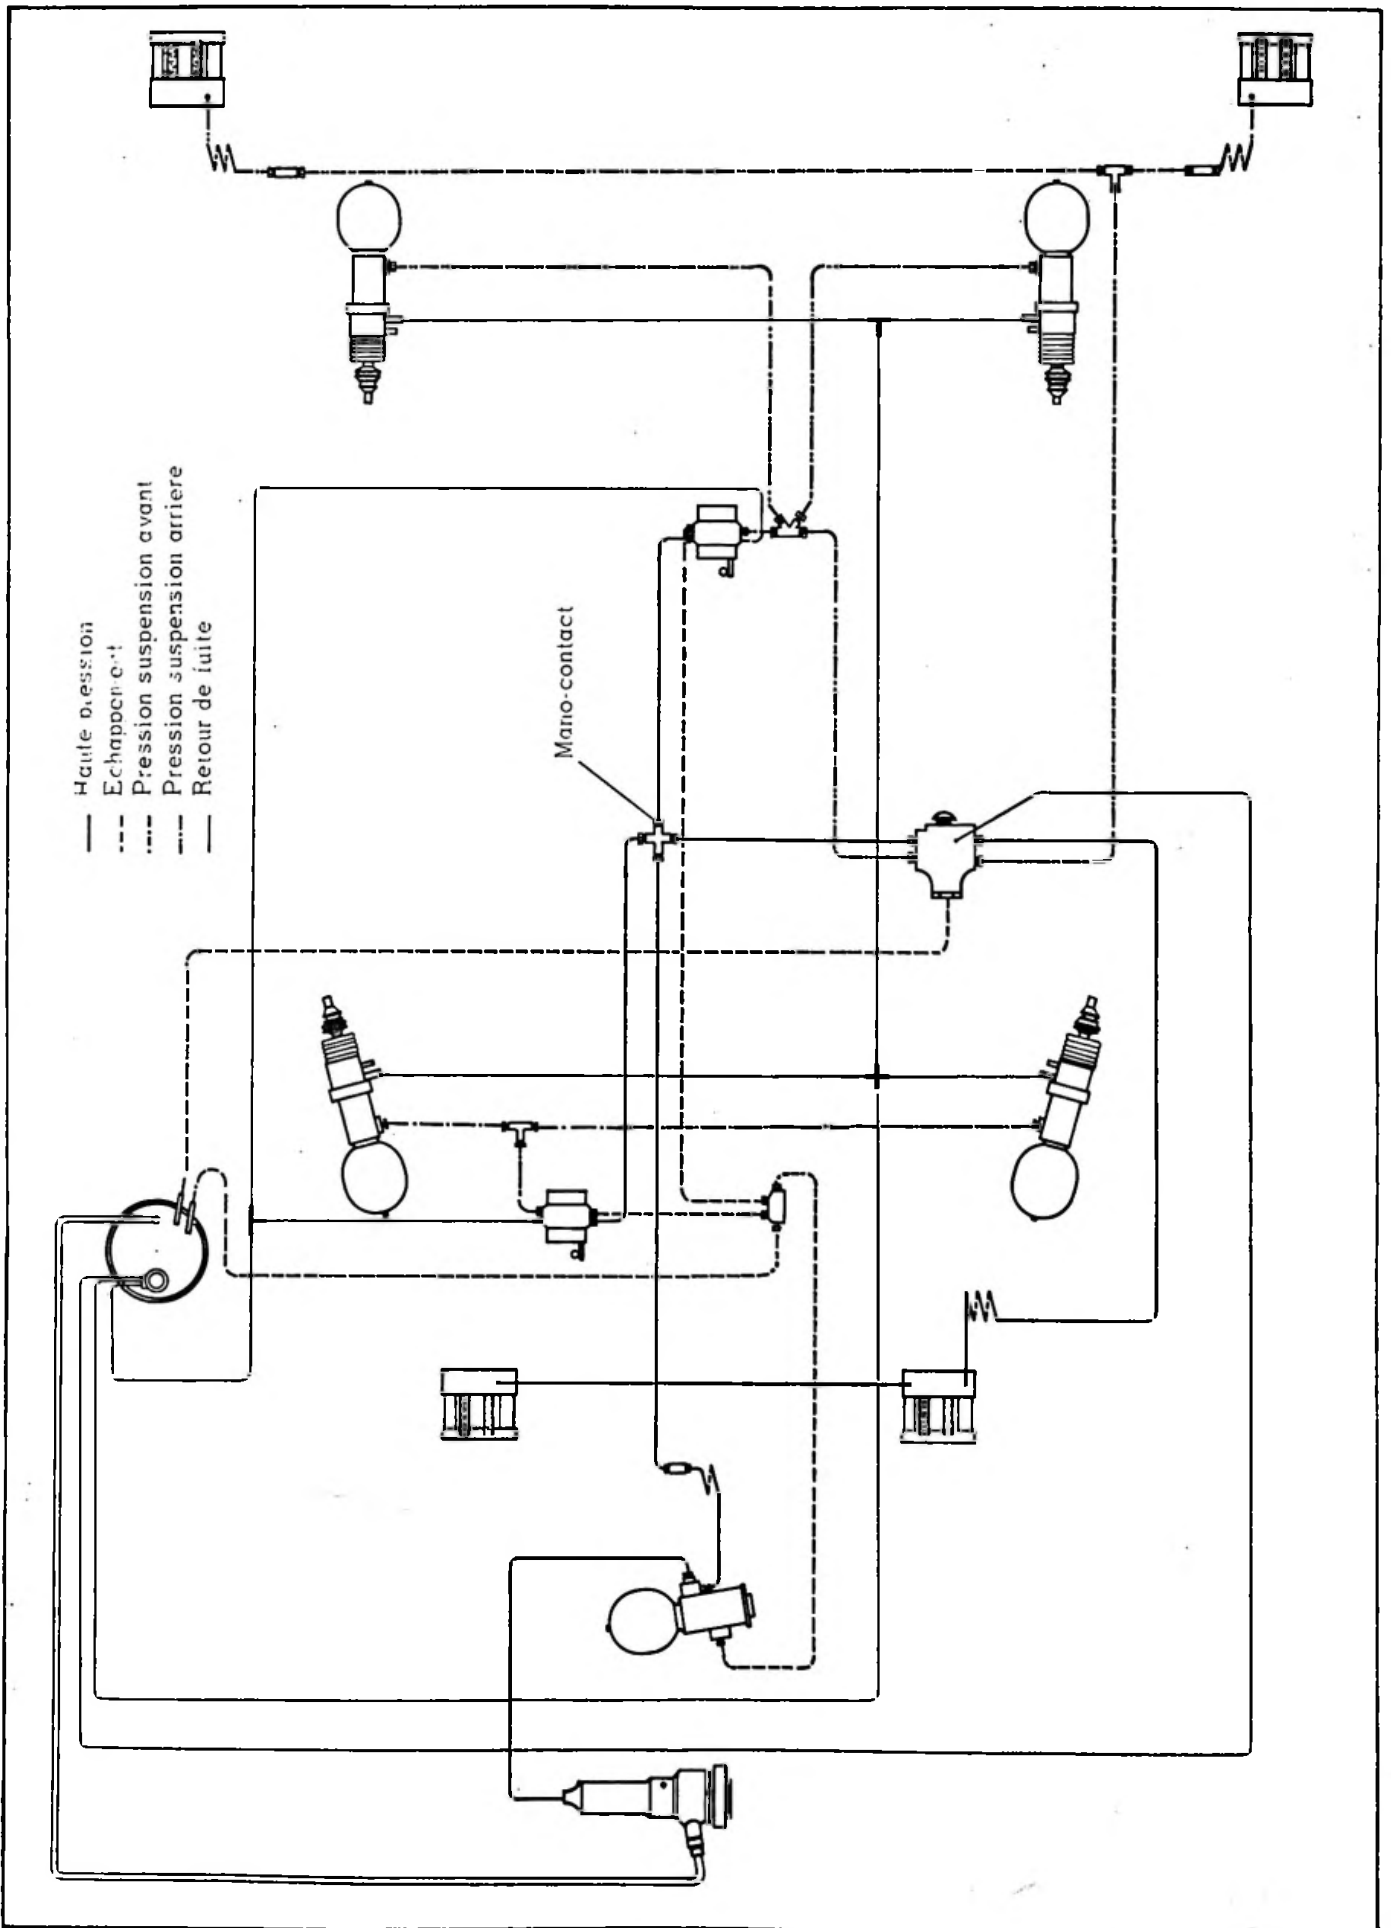 Haute pression
Echappement
Pression suspension avant
Pression suspension arriere
Retour de fuite
Mano-contact